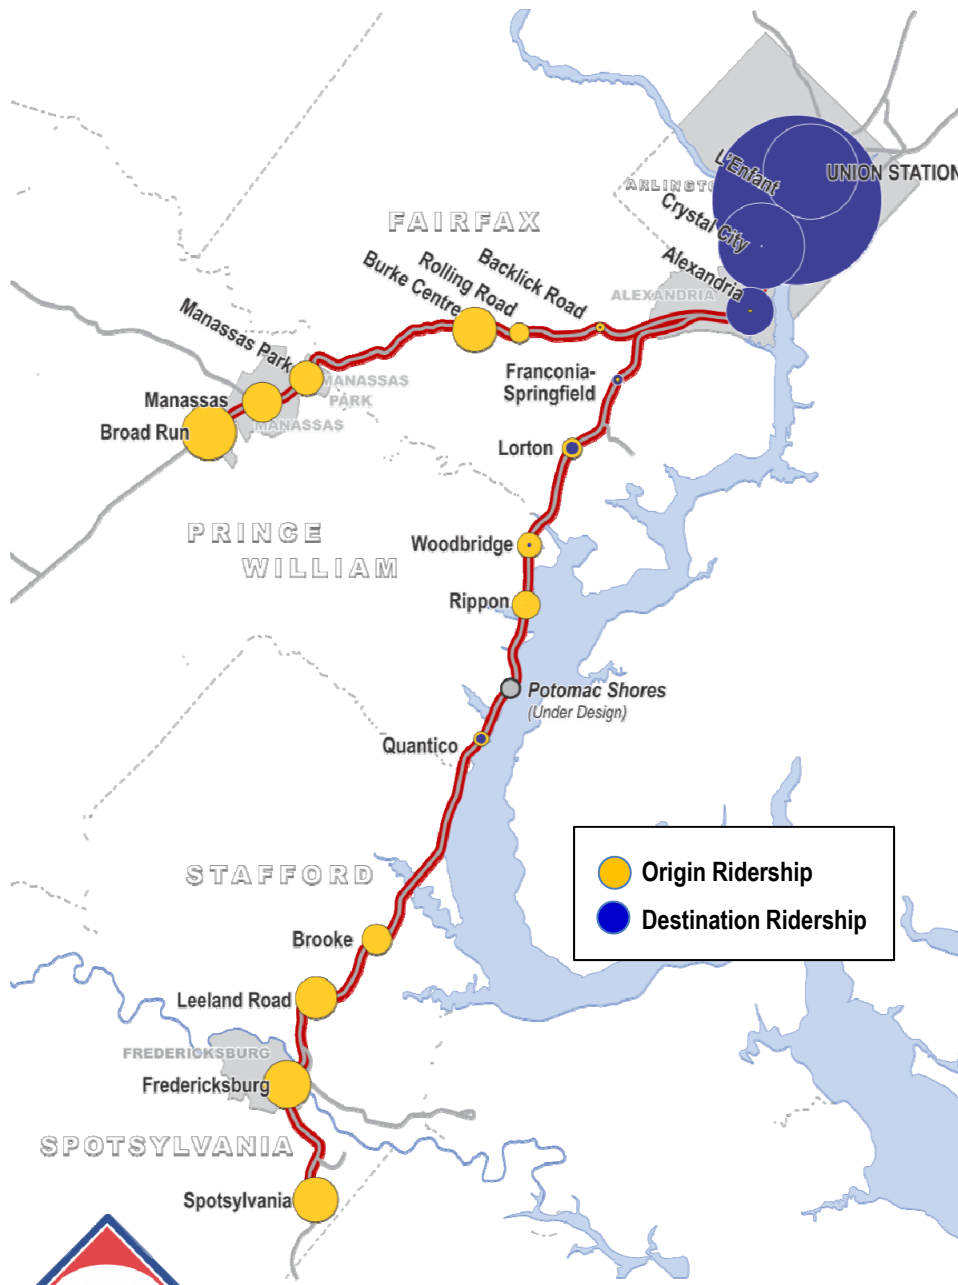 L'Enfant
UNION STATION
ARLINGTO
Crystal City
FAIRFAX
Backlick Road
Rolling Road
Burke Centre
Alexandria
ALEXANDRIA
Manassas Park
Franconia-
Springfield
MANASSAS
PARK
Manassas
MANASSAS
Broad Run
Lorton
PRINCE
WILLIAM
Woodbridge
Rippon
Potomac Shores
(Under Design)
Quantico
STAFFORD
Origin Ridership
Destination Ridership
Brooke
Leeland Road
FREDERICKSBURG
Fredericksburg
SPOTSYLVANIA
Spotsylvania